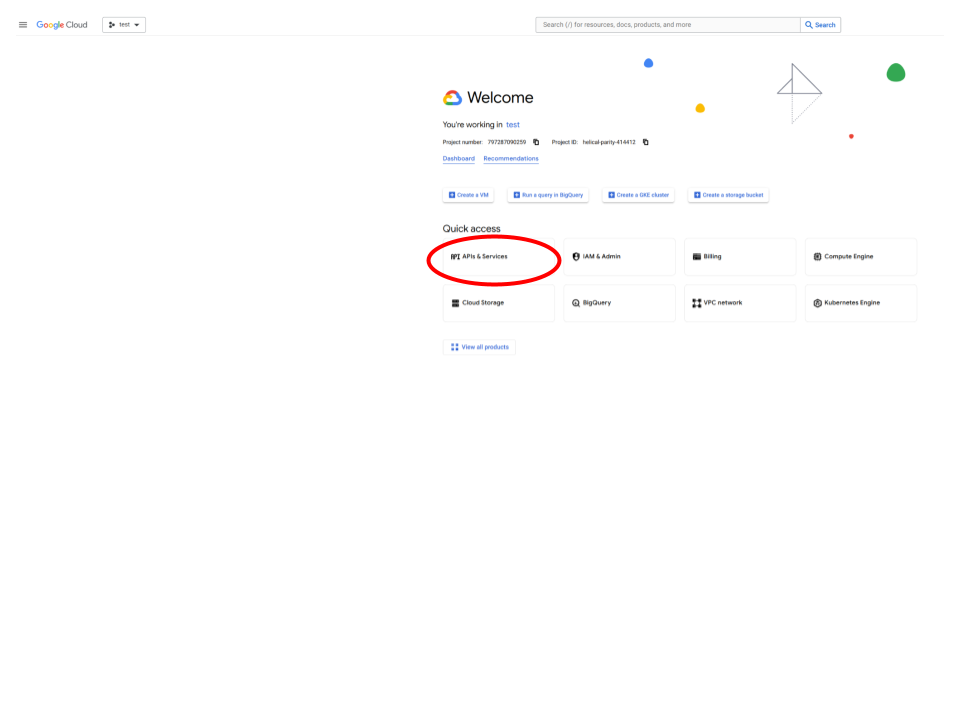 Google Cloud test Search (/) for resources, docs, products, and more Search
Welcome
You're working in test
Project number: 797287090259 Project ID: helical-parity-414412
Dashboard Recommendations
Create a VM Run a query in BigQuery Create a GKE cluster Create a storage bucket
Quick access
API APIs & Services IAM & Admin Billing Compute Engine
Cloud Storage BigQuery VPC network Kubernetes Engine
View all products